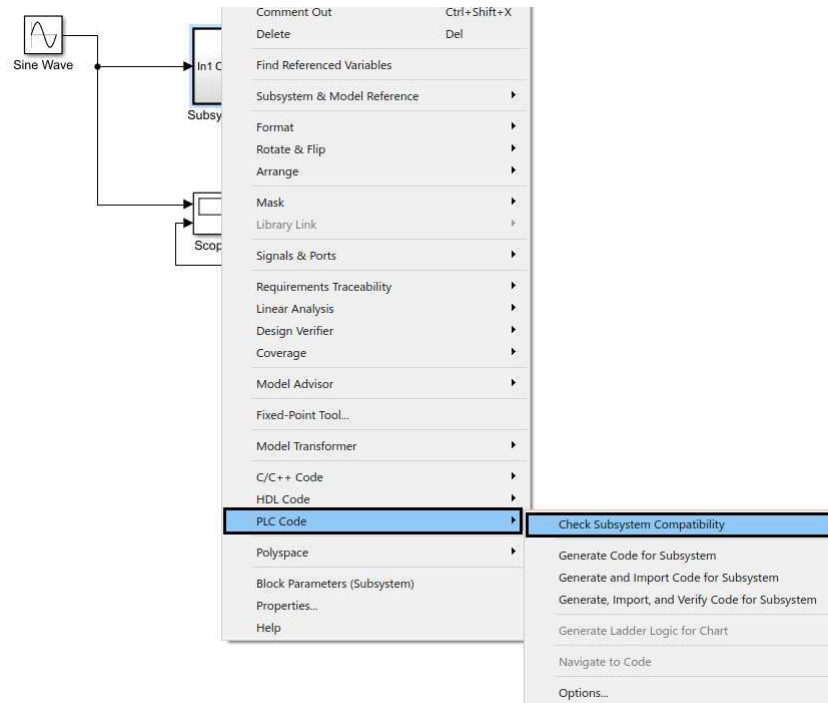 Comment Out Ctrl+Shift+X
Delete Del
Sine Wave
In1
Find Referenced Variables
Subsystem & Model Reference
Format
Rotate & Flip
Arrange
Mask
Library Link
Signals & Ports
Requirements Traceability
Linear Analysis
Design Verifier
Coverage
Model Advisor
Fixed-Point Tool...
Model Transformer
C/C++ Code
HDL Code
PLC Code
Polyspace
Block Parameters (Subsystem)
Properties...
Help
Check Subsystem Compatibility
Generate Code for Subsystem
Generate and Import Code for Subsystem
Generate, Import, and Verify Code for Subsystem
Generate Ladder Logic for Chart
Navigate to Code
Options...